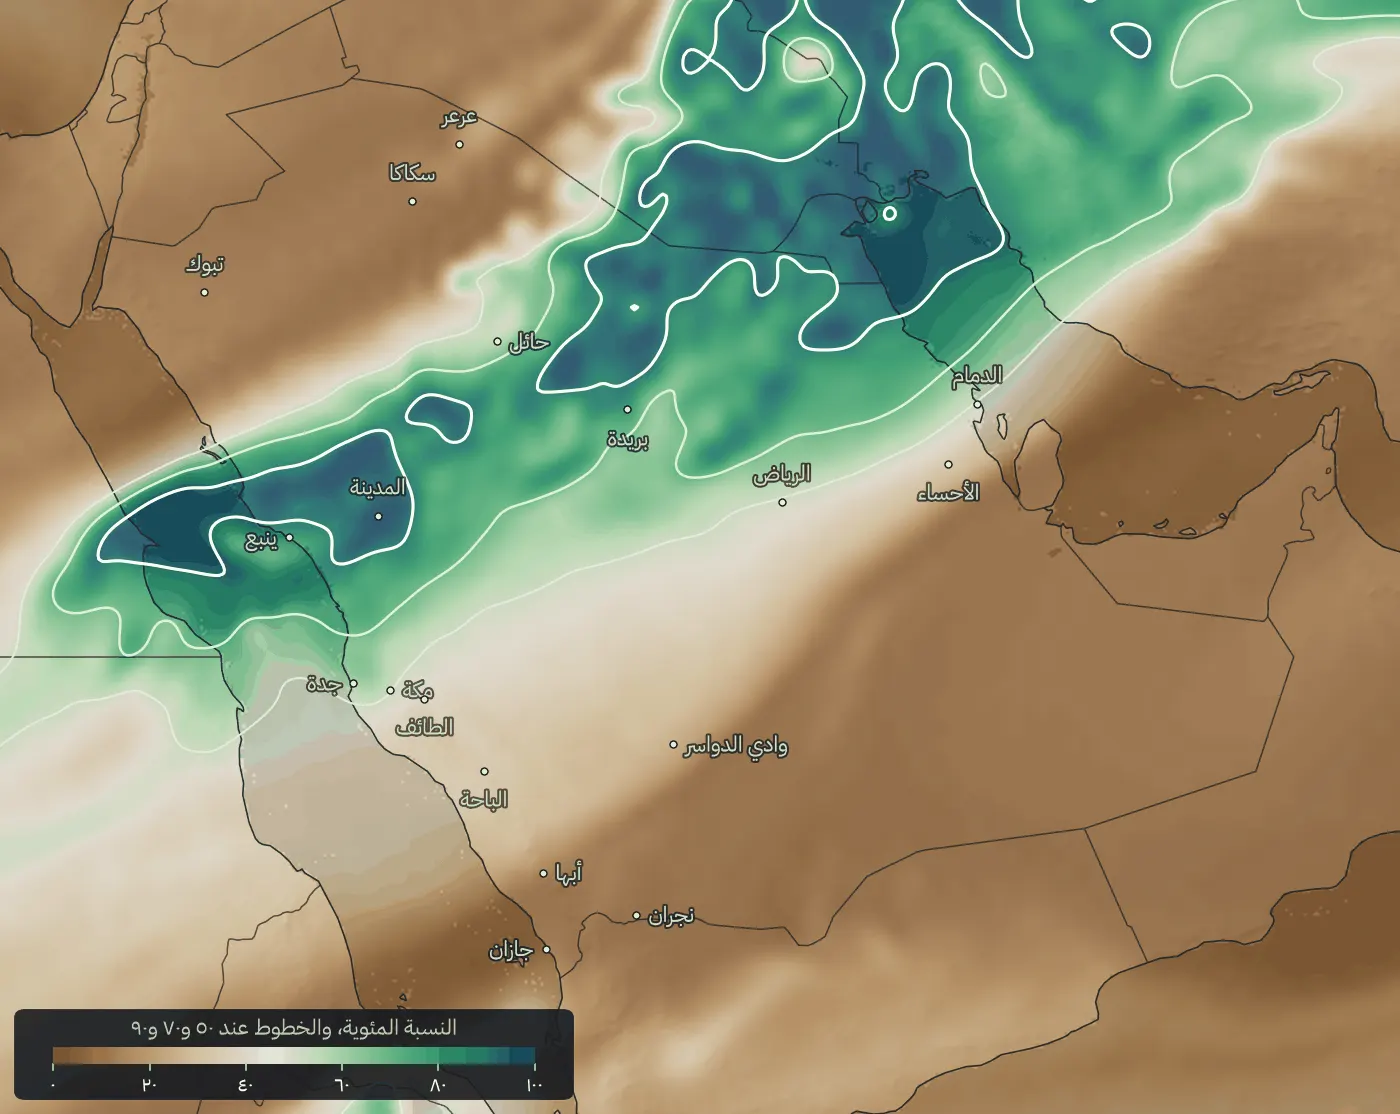 عرعر
سكاكا
تبوك
حائل
الدمام
بريدة
الرياض
الأحساء
المدينة
ينبع
جدة
مكة
الطائف
وادي الدواسر
الباحة
أبها
نجران
جازان
النسبة المئوية، والخطوط عند ٥٠ و٧٠ و٩٠
٠ ٢٠ ٤٠ ٦٠ ٨٠ ١٠٠